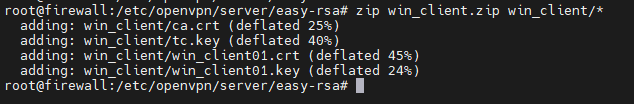 root@firewall:/etc/openvpn/server/easy-rsa# zip win_client.zip win_client/*
  adding: win_client/ca.crt (deflated 25%)
  adding: win_client/tc.key (deflated 40%)
  adding: win_client/win_client01.crt (deflated 45%)
  adding: win_client/win_client01.key (deflated 24%)
root@firewall:/etc/openvpn/server/easy-rsa#